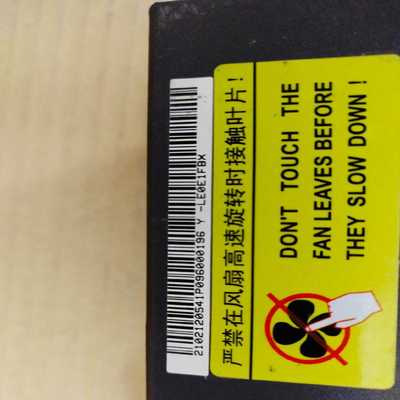 2102120541P096000196 Y -LE0E1FBX
严禁在风扇高速旋转时接触叶片！
DON'T TOUCH THE
FAN LEAVES BEFORE
THEY SLOW DOWN !